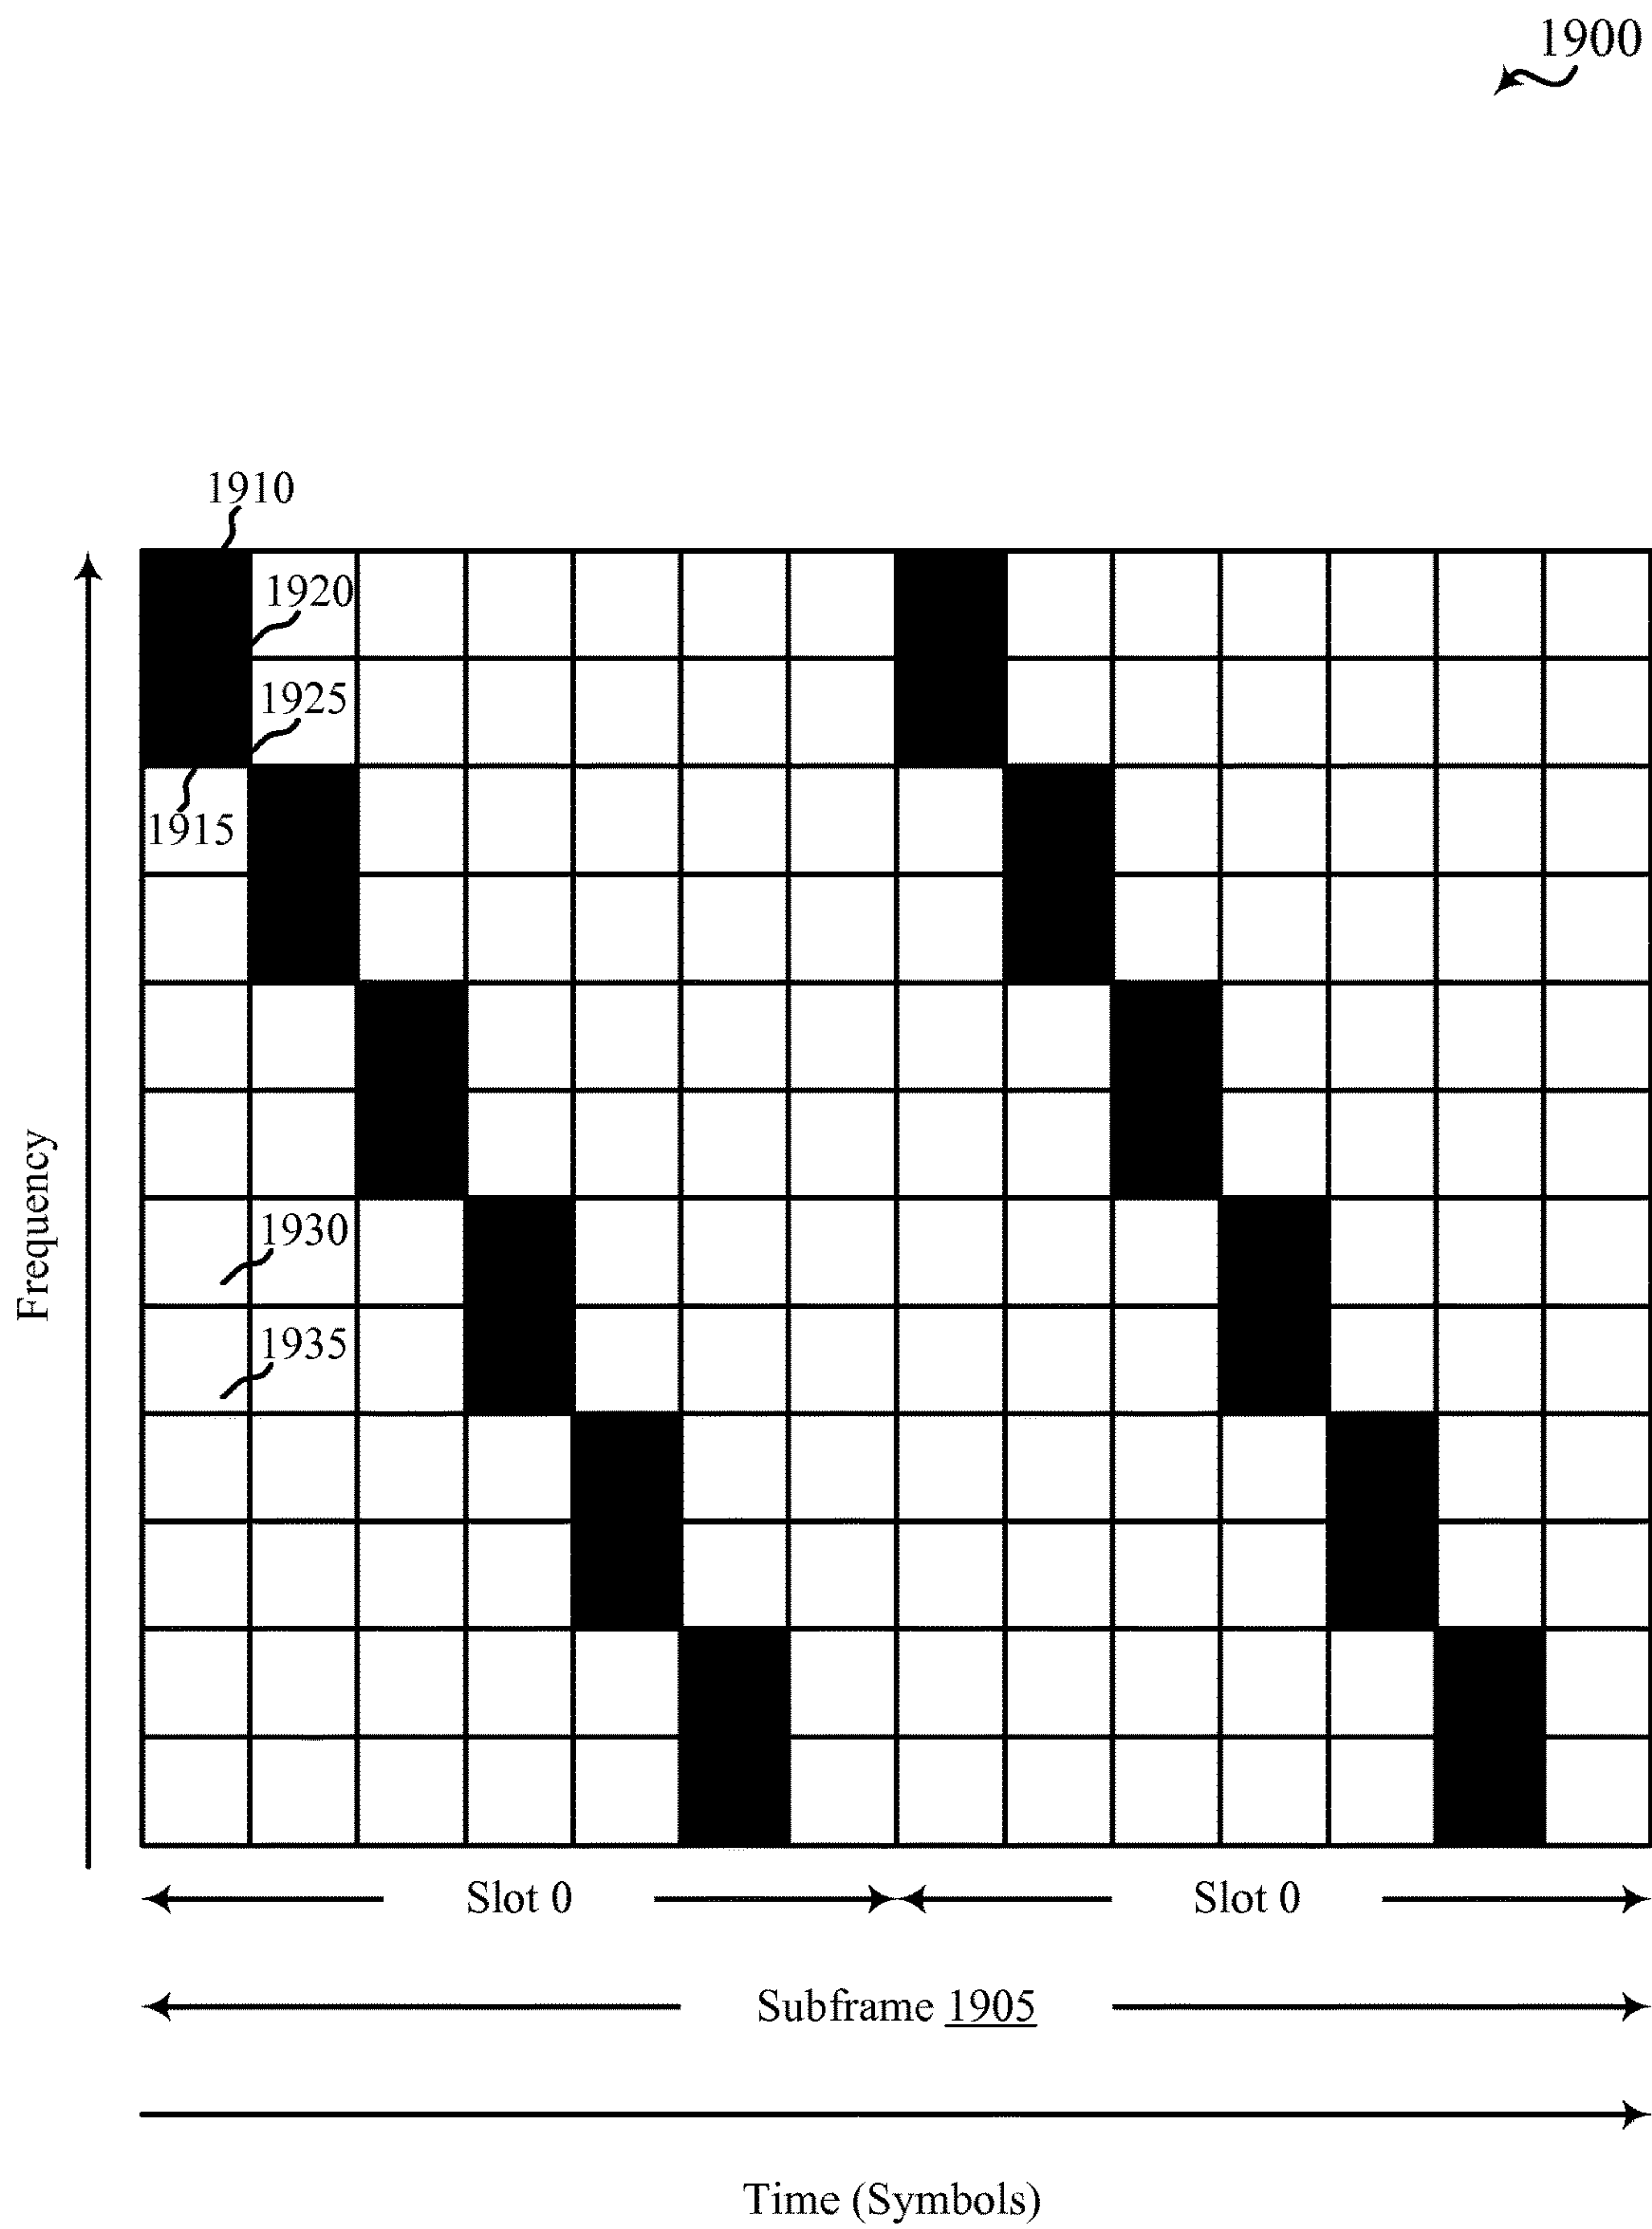 1900
1910
1920
1925
1915
1930
1935
Frequency
Slot 0 Slot 0
Subframe 1905
Time (Symbols)